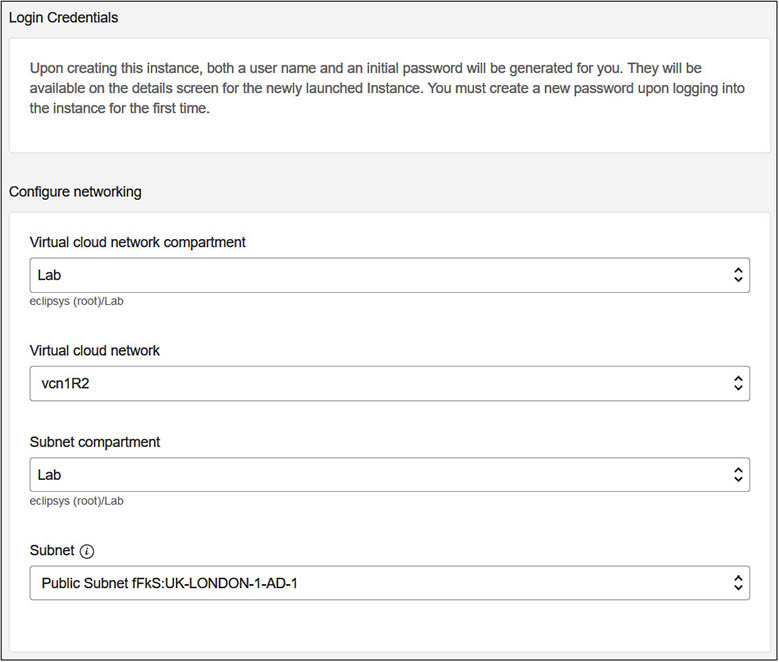 Login Credentials
Upon creating this instance, both a user name and an initial password will be generated for you. They will be
available on the details screen for the newly launched Instance. You must create a new password upon logging into
the instance for the first time.
Configure networking
Virtual cloud network compartment
Lab
eclipsys (root)/Lab
Virtual cloud network
vcn1R2
Subnet compartment
Lab
eclipsys (root)/Lab
Subnet
Public Subnet fFkS:UK-LONDON-1-AD-1